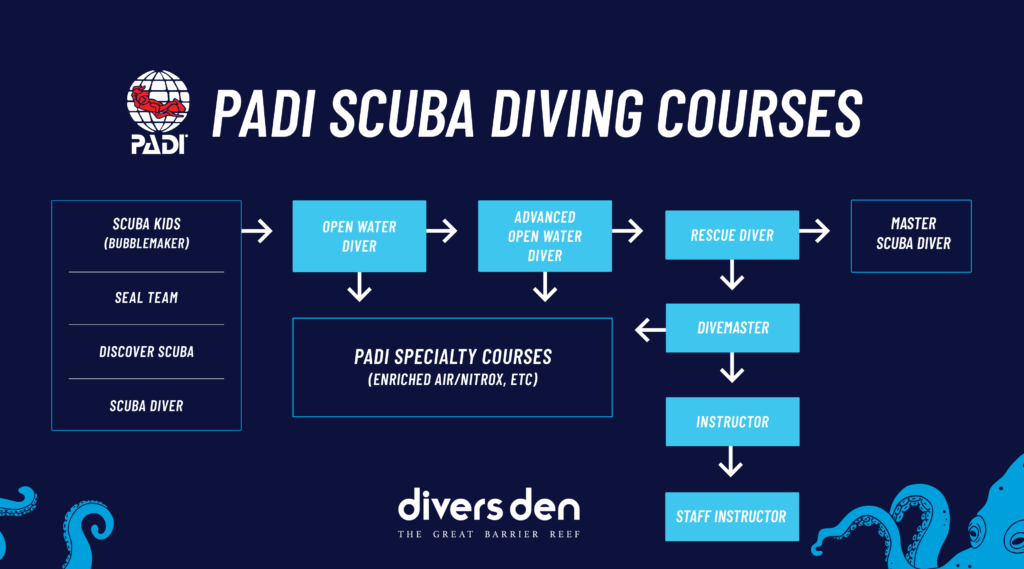 PADI
PADI SCUBA DIVING COURSES
SCUBA KIDS
(BUBBLEMAKER)
SEAL TEAM
DISCOVER SCUBA
SCUBA DIVER
OPEN WATER
DIVER
ADVANCED
OPEN WATER
DIVER
RESCUE DIVER
MASTER
SCUBA DIVER
PADI SPECIALTY COURSES
(ENRICHED AIR/NITROX, ETC)
DIVEMASTER
INSTRUCTOR
STAFF INSTRUCTOR
divers den
THE GREAT BARRIER REEF